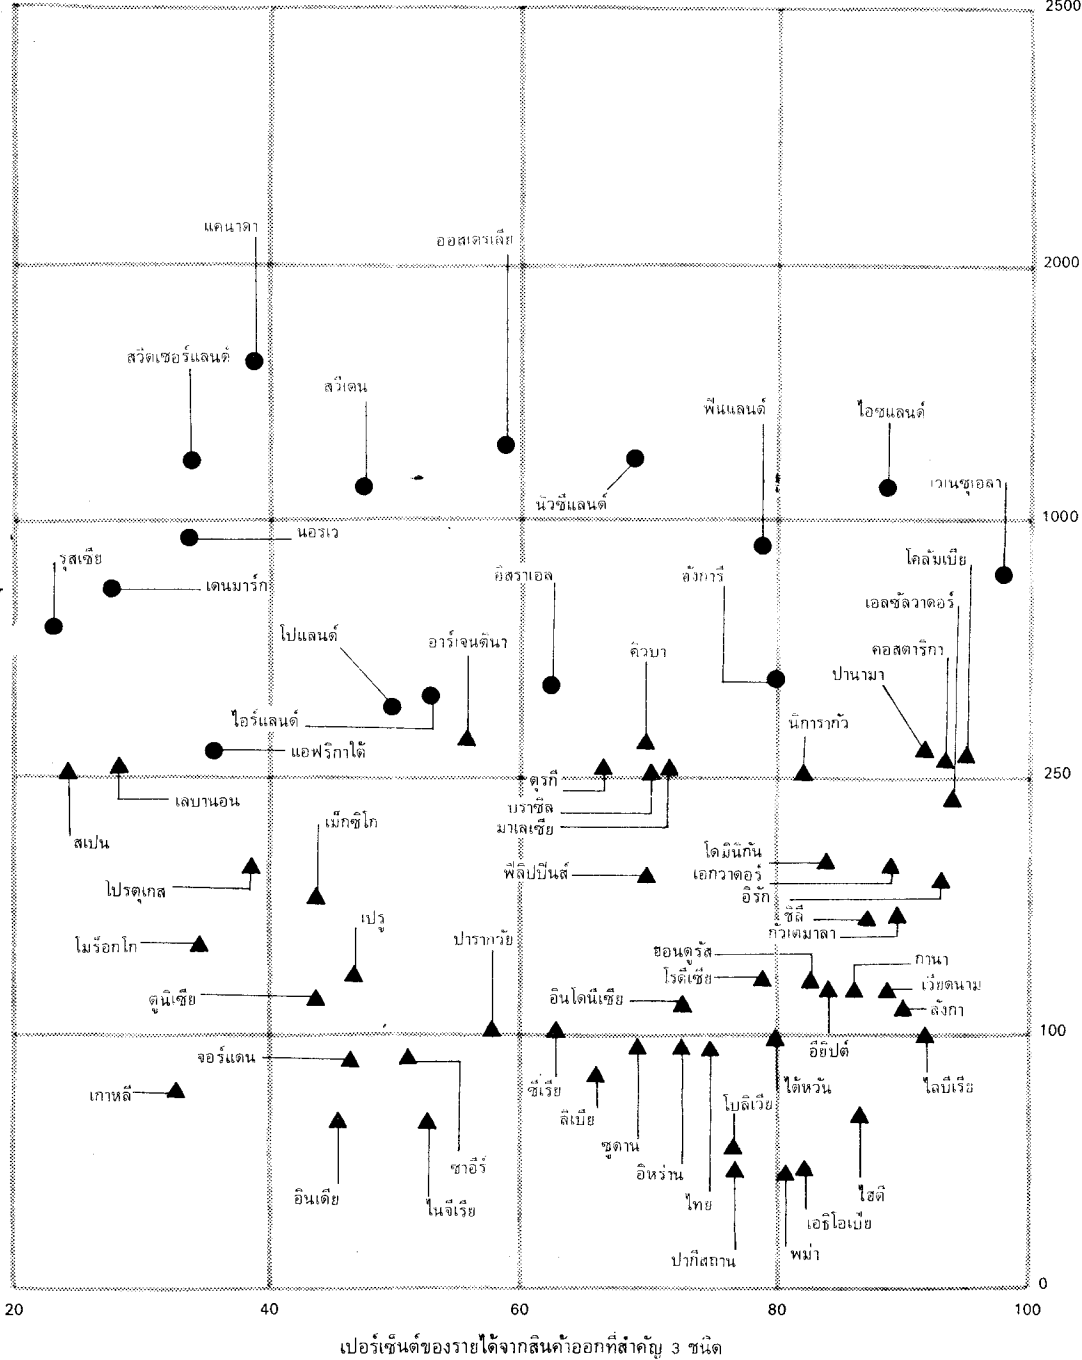 2500
แคนาดา
ออสเตรเลีย
2000
สวิตเซอร์แลนด์
สวีเดน
ฟินแลนด์
ไอซแลนด์
เวเนซุเอลา
นิวซีแลนด์
1000
นอรเว
รุสเซีย
โคลัมเบีย
อิสราเอล
ฮังการี
เดนมาร์ก
เอลซัลวาดอร์
โปแลนด์
อาร์เจนตินา
คิวบา
คอสตาริกา
ปานามา
ไอร์แลนด์
นิการากัว
แอฟริกาใต้
250
ตุรกี
เลบานอน
บราซิล
เม็กซิโก
มาเลเซีย
สเปน
โดมินิกัน
โปรตุเกส
ฟิลิปปินส์
เอกวาดอร์
อิรัก
ชิลี
เปรู
กัวเตมาลา
โมร็อกโก
ปารากวัย
ฮอนดูรัส
กานา
โรดีเซีย
เวียดนาม
ตูนิเซีย
อินโดนีเซีย
ลังกา
100
อียิปต์
จอร์แดน
ซีเรีย
ไต้หวัน
ไลบีเรีย
เกาหลี
ลิเบีย
โบลิเวีย
ซูดาน
ซาอีร์
อิหร่าน
อินเดีย
ไนจีเรีย
ไทย
ไฮติ
เอธิโอเปีย
ปากีสถาน
พม่า
0
20 40 60 80 100
เปอร์เซ็นต์ของรายได้จากสินค้าออกที่สำคัญ 3 ชนิด